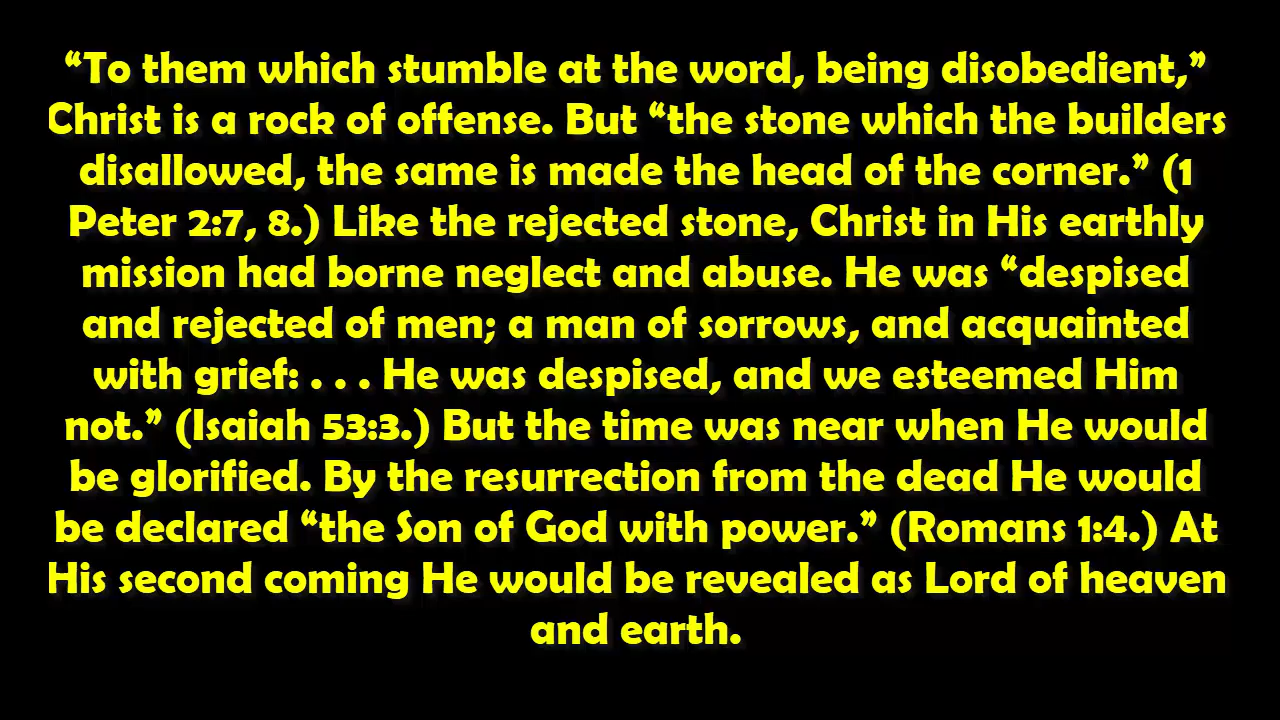 “To them which stumble at the word, being disobedient,”
Christ is a rock of offense. But “the stone which the builders
disallowed, the same is made the head of the corner.” (1
Peter 2:7, 8.) Like the rejected stone, Christ in His earthly
mission had borne neglect and abuse. He was “despised
and rejected of men; a man of sorrows, and acquainted
with grief: . . . He was despised, and we esteemed Him
not.” (Isaiah 53:3.) But the time was near when He would
be glorified. By the resurrection from the dead He would
be declared “the Son of God with power.” (Romans 1:4.) At
His second coming He would be revealed as Lord of heaven
and earth.